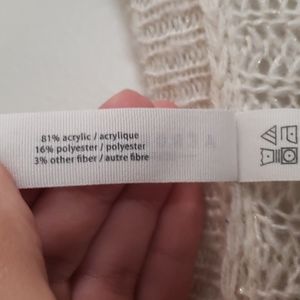 81% acrylic / acrylique
16% polyester / polyester
3% other fiber / autre fibre